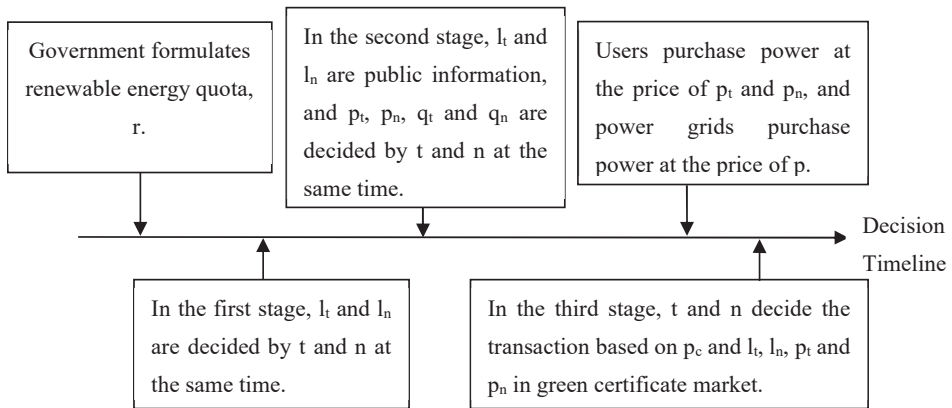 Government formulates
renewable energy quota,
r.
In the second stage, lₜ and
lₙ are public information,
and pₜ, pₙ, qₜ and qₙ are
decided by t and n at the
same time.
Users purchase power at
the price of pₜ and pₙ, and
power grids purchase
power at the price of p.
Decision
Timeline
In the first stage, lₜ and lₙ
are decided by t and n at
the same time.
In the third stage, t and n decide the
transaction based on p꜀ and lₜ, lₙ, pₜ and
pₙ in green certificate market.